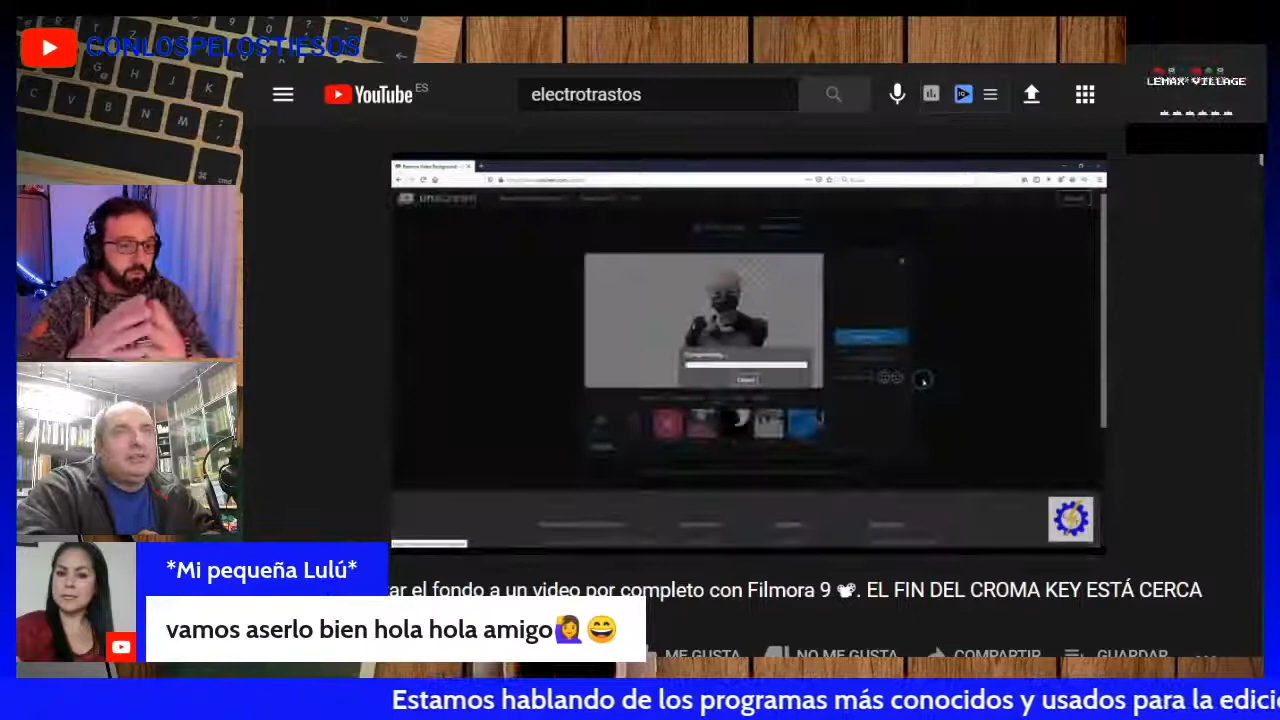 CONLOSPELOSTIESOS
YouTube ES
electrotrastos
LEMAX VILLAGE
ar el fondo a un video por completo con Filmora 9 📽. EL FIN DEL CROMA KEY ESTÁ CERCA
ME GUSTA NO ME GUSTA COMPARTIR GUARDAR
*Mi pequeña Lulú*
vamos aserlo bien hola hola amigo🙋‍♀️😄
Estamos hablando de los programas más conocidos y usados para la edici